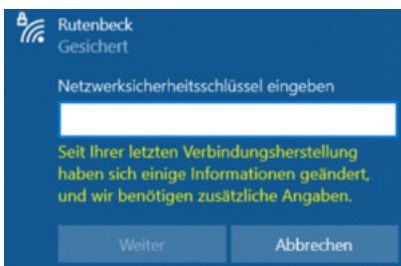 Rutenbeck
Gesichert
Netzwerksicherheitsschlüssel eingeben
Seit Ihrer letzten Verbindungsherstellung
haben sich einige Informationen geändert,
und wir benötigen zusätzliche Angaben.
Weiter Abbrechen